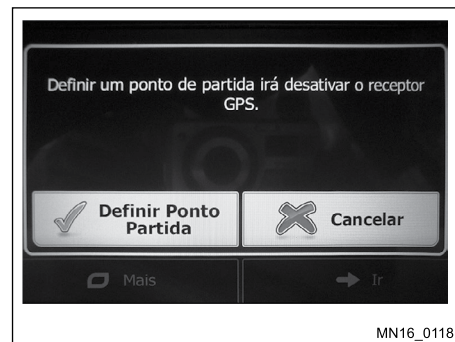 Definir um ponto de partida irá desativar o receptor
GPS.
Definir Ponto
Partida
Cancelar
Mais
Ir
MN16_0118